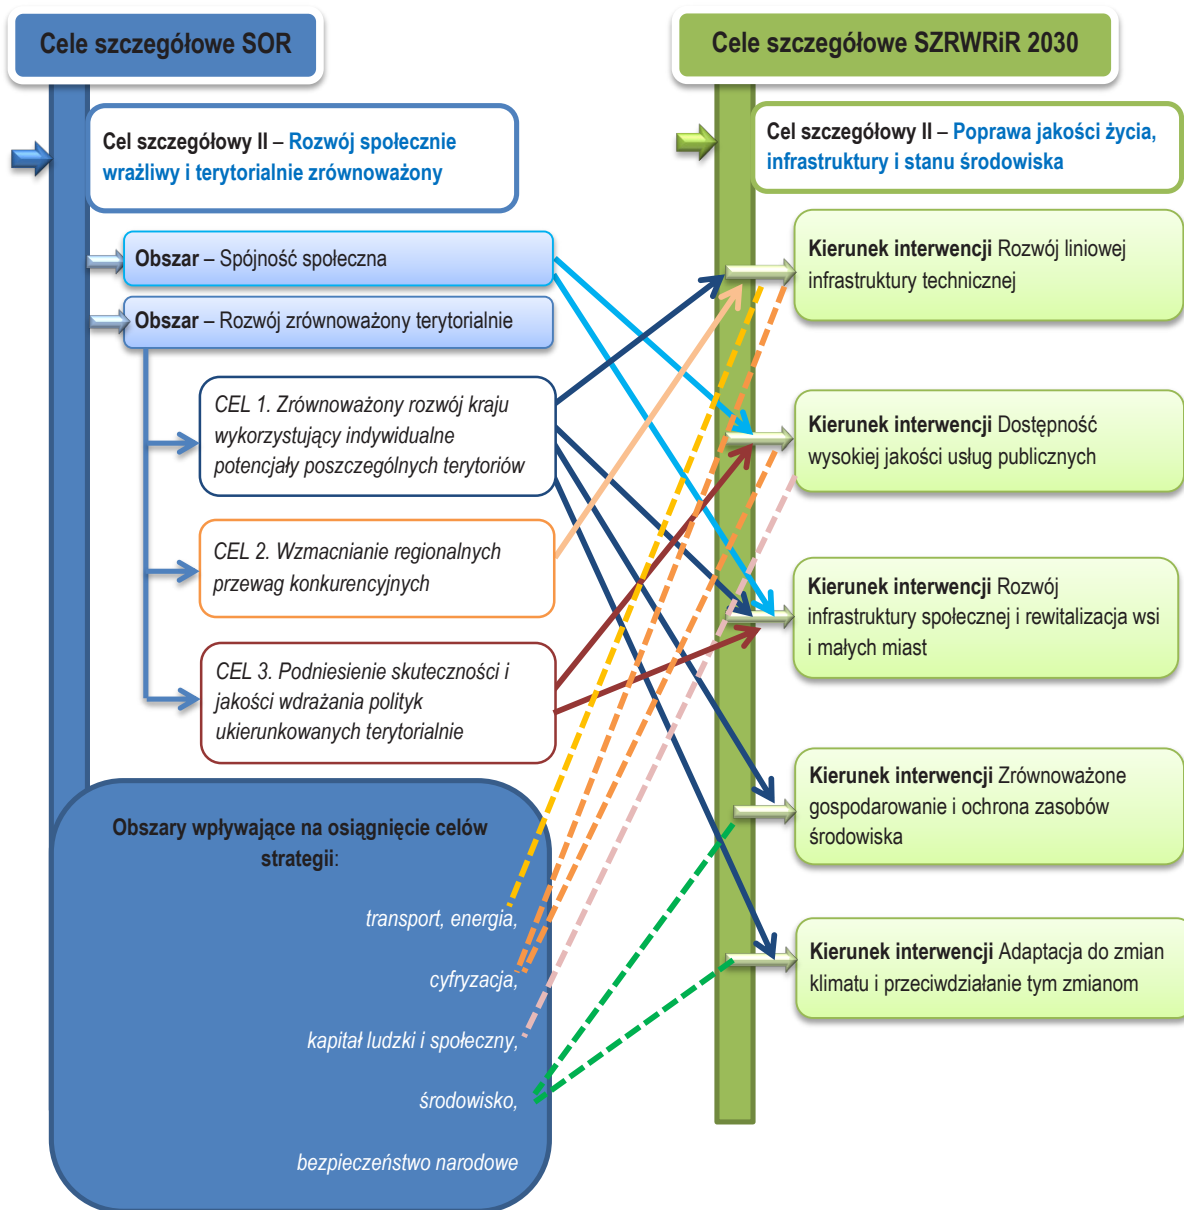 Cele szczegółowe SOR
Cel szczegółowy II – Rozwój społecznie
wrażliwy i terytorialnie zrównoważony
Obszar – Spójność społeczna
Obszar – Rozwój zrównoważony terytorialnie
CEL 1. Zrównoważony rozwój kraju
wykorzystujący indywidualne
potencjały poszczególnych terytoriów
CEL 2. Wzmacnianie regionalnych
przewag konkurencyjnych
CEL 3. Podniesienie skuteczności i
jakości wdrażania polityk
ukierunkowanych terytorialnie
Obszary wpływające na osiągnięcie celów
strategii:
transport, energia,
cyfryzacja,
kapitał ludzki i społeczny,
środowisko,
bezpieczeństwo narodowe
Cele szczegółowe SZRWRiR 2030
Cel szczegółowy II – Poprawa jakości życia,
infrastruktury i stanu środowiska
Kierunek interwencji Rozwój liniowej
infrastruktury technicznej
Kierunek interwencji Dostępność
wysokiej jakości usług publicznych
Kierunek interwencji Rozwój
infrastruktury społecznej i rewitalizacja wsi
i małych miast
Kierunek interwencji Zrównoważone
gospodarowanie i ochrona zasobów
środowiska
Kierunek interwencji Adaptacja do zmian
klimatu i przeciwdziałanie tym zmianom